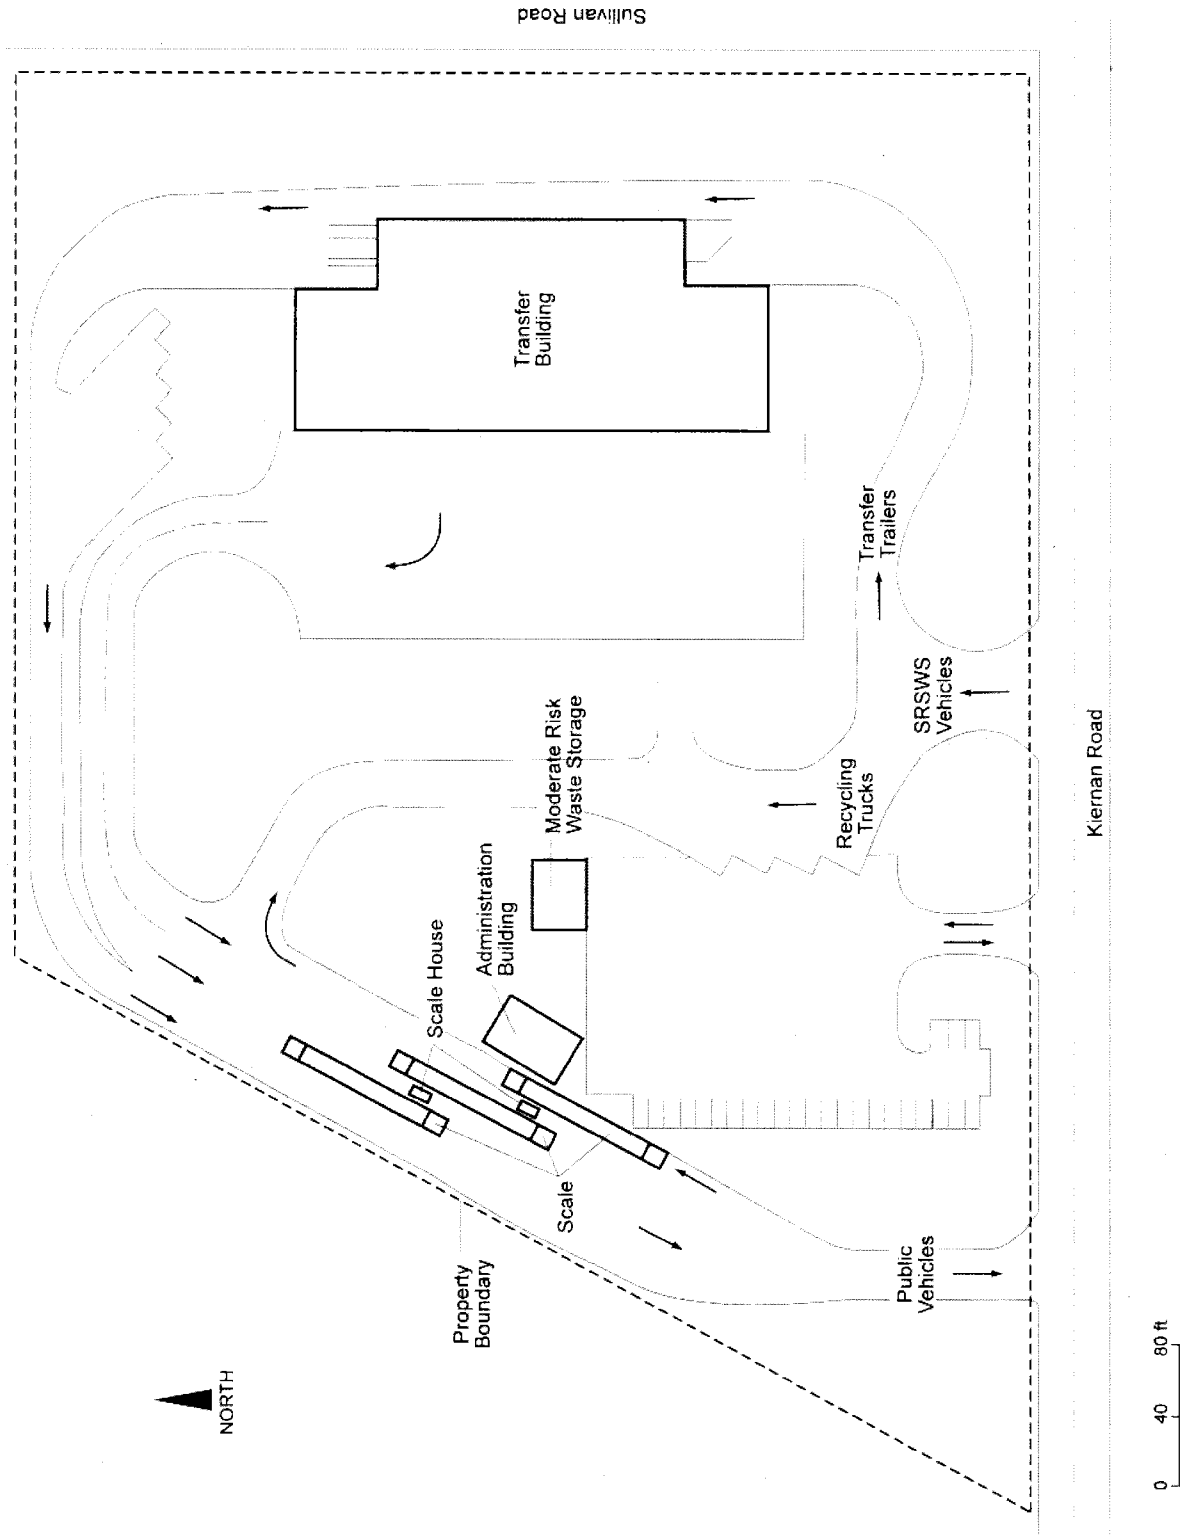 Sullivan Road
Transfer
Building
Transfer
Trailers
SRSWS
Vehicles
Moderate Risk
Waste Storage
Recycling
Trucks
Kiernan Road
Administration
Building
Scale House
Scale
Property
Boundary
Public
Vehicles
NORTH
0 40 80 ft